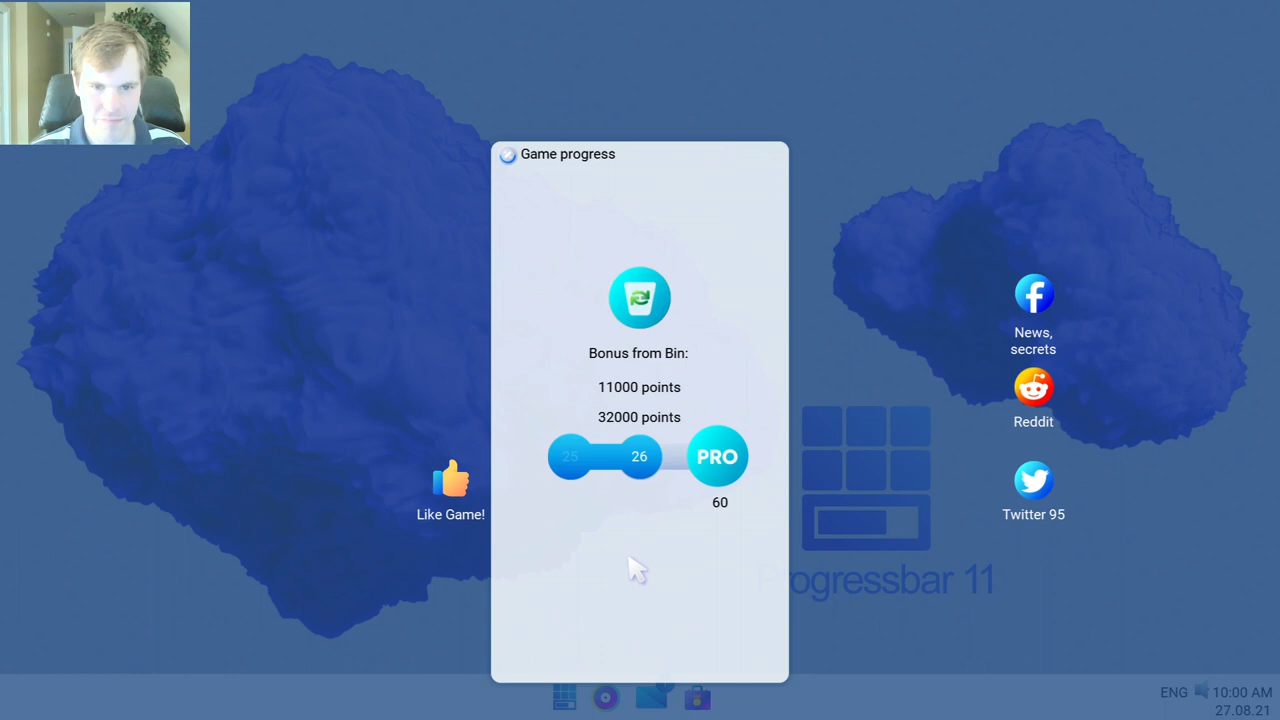 Game progress
Bonus from Bin:
11000 points
32000 points
25
26
PRO
60
Like Game!
News,
secrets
Reddit
Twitter 95
Progressbar 11
ENG
10:00 AM
27.08.21